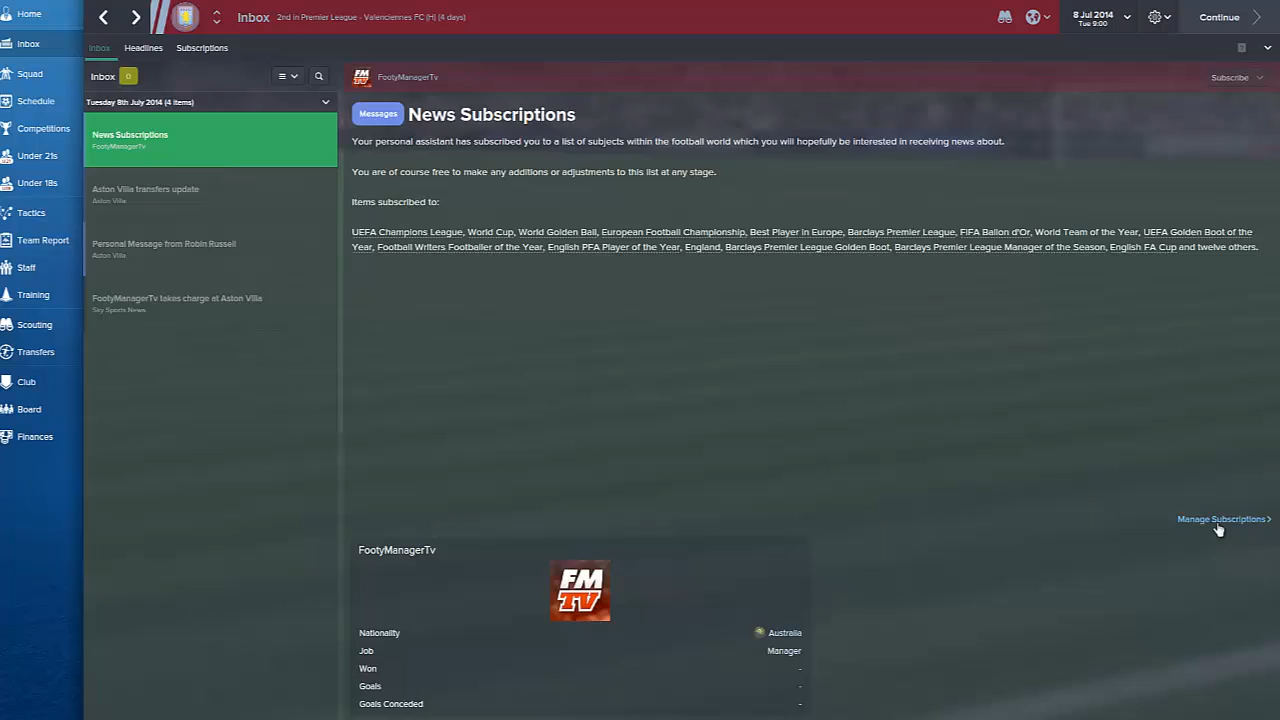 Home
Inbox
Squad
Schedule
Competitions
Under 21s
Under 18s
Tactics
Team Report
Staff
Training
Scouting
Transfers
Club
Board
Finances
Inbox 2nd in Premier League - Valenciennes FC (H) (4 days)
8 Jul 2014
Tue 9:00
Continue
Inbox Headlines Subscriptions
Inbox 0
Tuesday 8th July 2014 (4 items)
News Subscriptions
FootyManagerTv
Aston Villa transfers update
Aston Villa
Personal Message from Robin Russell
Aston Villa
FootyManagerTv takes charge at Aston Villa
Sky Sports News
FM TV FootyManagerTv Subscribe
Messages News Subscriptions
Your personal assistant has subscribed you to a list of subjects within the football world which you will hopefully be interested in receiving news about.
You are of course free to make any additions or adjustments to this list at any stage.
Items subscribed to:
UEFA Champions League, World Cup, World Golden Ball, European Football Championship, Best Player in Europe, Barclays Premier League, FIFA Ballon d'Or, World Team of the Year, UEFA Golden Boot of the
Year, Football Writers Footballer of the Year, English PFA Player of the Year, England, Barclays Premier League Golden Boot, Barclays Premier League Manager of the Season, English FA Cup and twelve others.
Manage Subscriptions >
FootyManagerTv
FM
TV
Nationality Australia
Job Manager
Won -
Goals -
Goals Conceded -